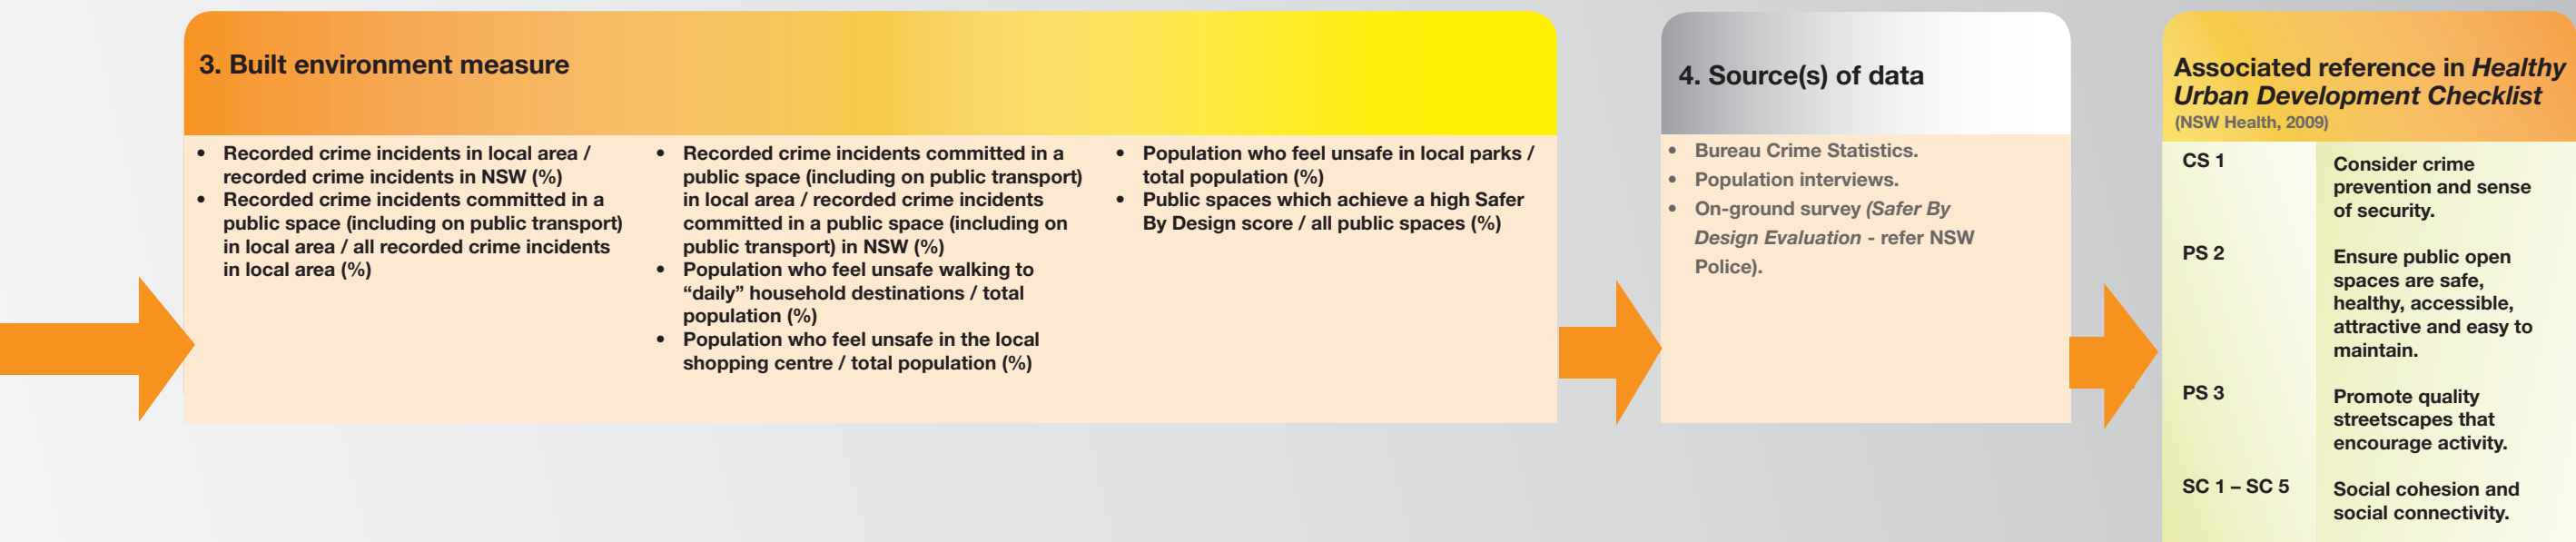 3. Built environment measure
• Recorded crime incidents in local area /
recorded crime incidents in NSW (%)
• Recorded crime incidents committed in a
public space (including on public transport)
in local area / all recorded crime incidents
in local area (%)
• Recorded crime incidents committed in a
public space (including on public transport)
in local area / recorded crime incidents
committed in a public space (including on
public transport) in NSW (%)
• Population who feel unsafe walking to
“daily” household destinations / total
population (%)
• Population who feel unsafe in the local
shopping centre / total population (%)
• Population who feel unsafe in local parks /
total population (%)
• Public spaces which achieve a high Safer
By Design score / all public spaces (%)
4. Source(s) of data
• Bureau Crime Statistics.
• Population interviews.
• On-ground survey (Safer By
Design Evaluation - refer NSW
Police).
Associated reference in Healthy
Urban Development Checklist
(NSW Health, 2009)
CS 1 Consider crime
prevention and sense
of security.
PS 2 Ensure public open
spaces are safe,
healthy, accessible,
attractive and easy to
maintain.
PS 3 Promote quality
streetscapes that
encourage activity.
SC 1 – SC 5 Social cohesion and
social connectivity.